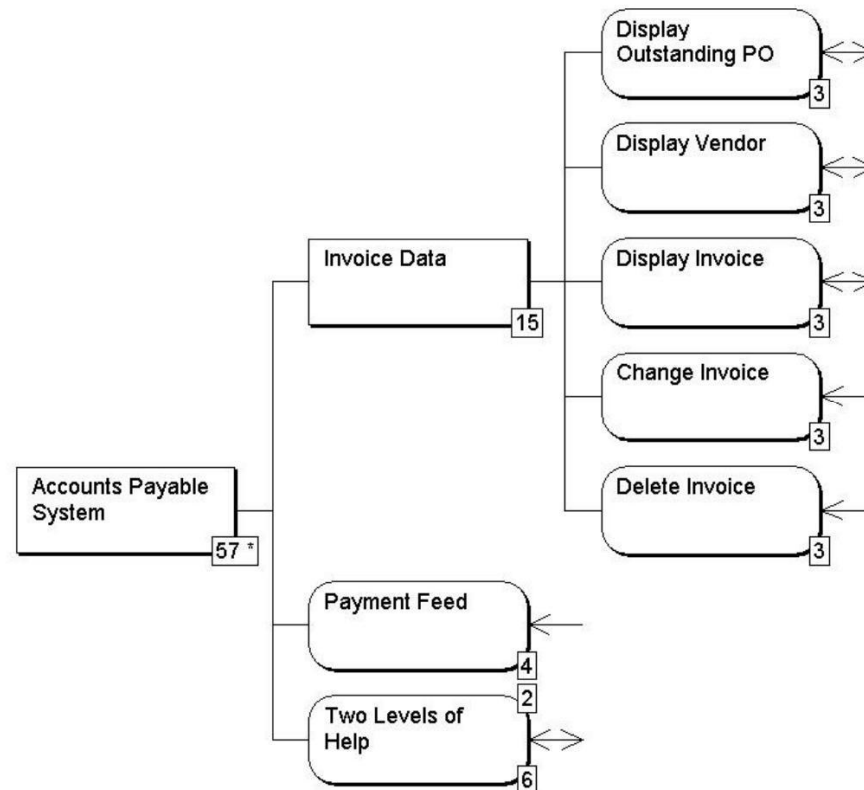 Display
Outstanding PO
3
Display Vendor
3
Invoice Data
15
Display Invoice
3
Change Invoice
3
Accounts Payable
System
57 *
Delete Invoice
3
Payment Feed
4
2
Two Levels of
Help
6